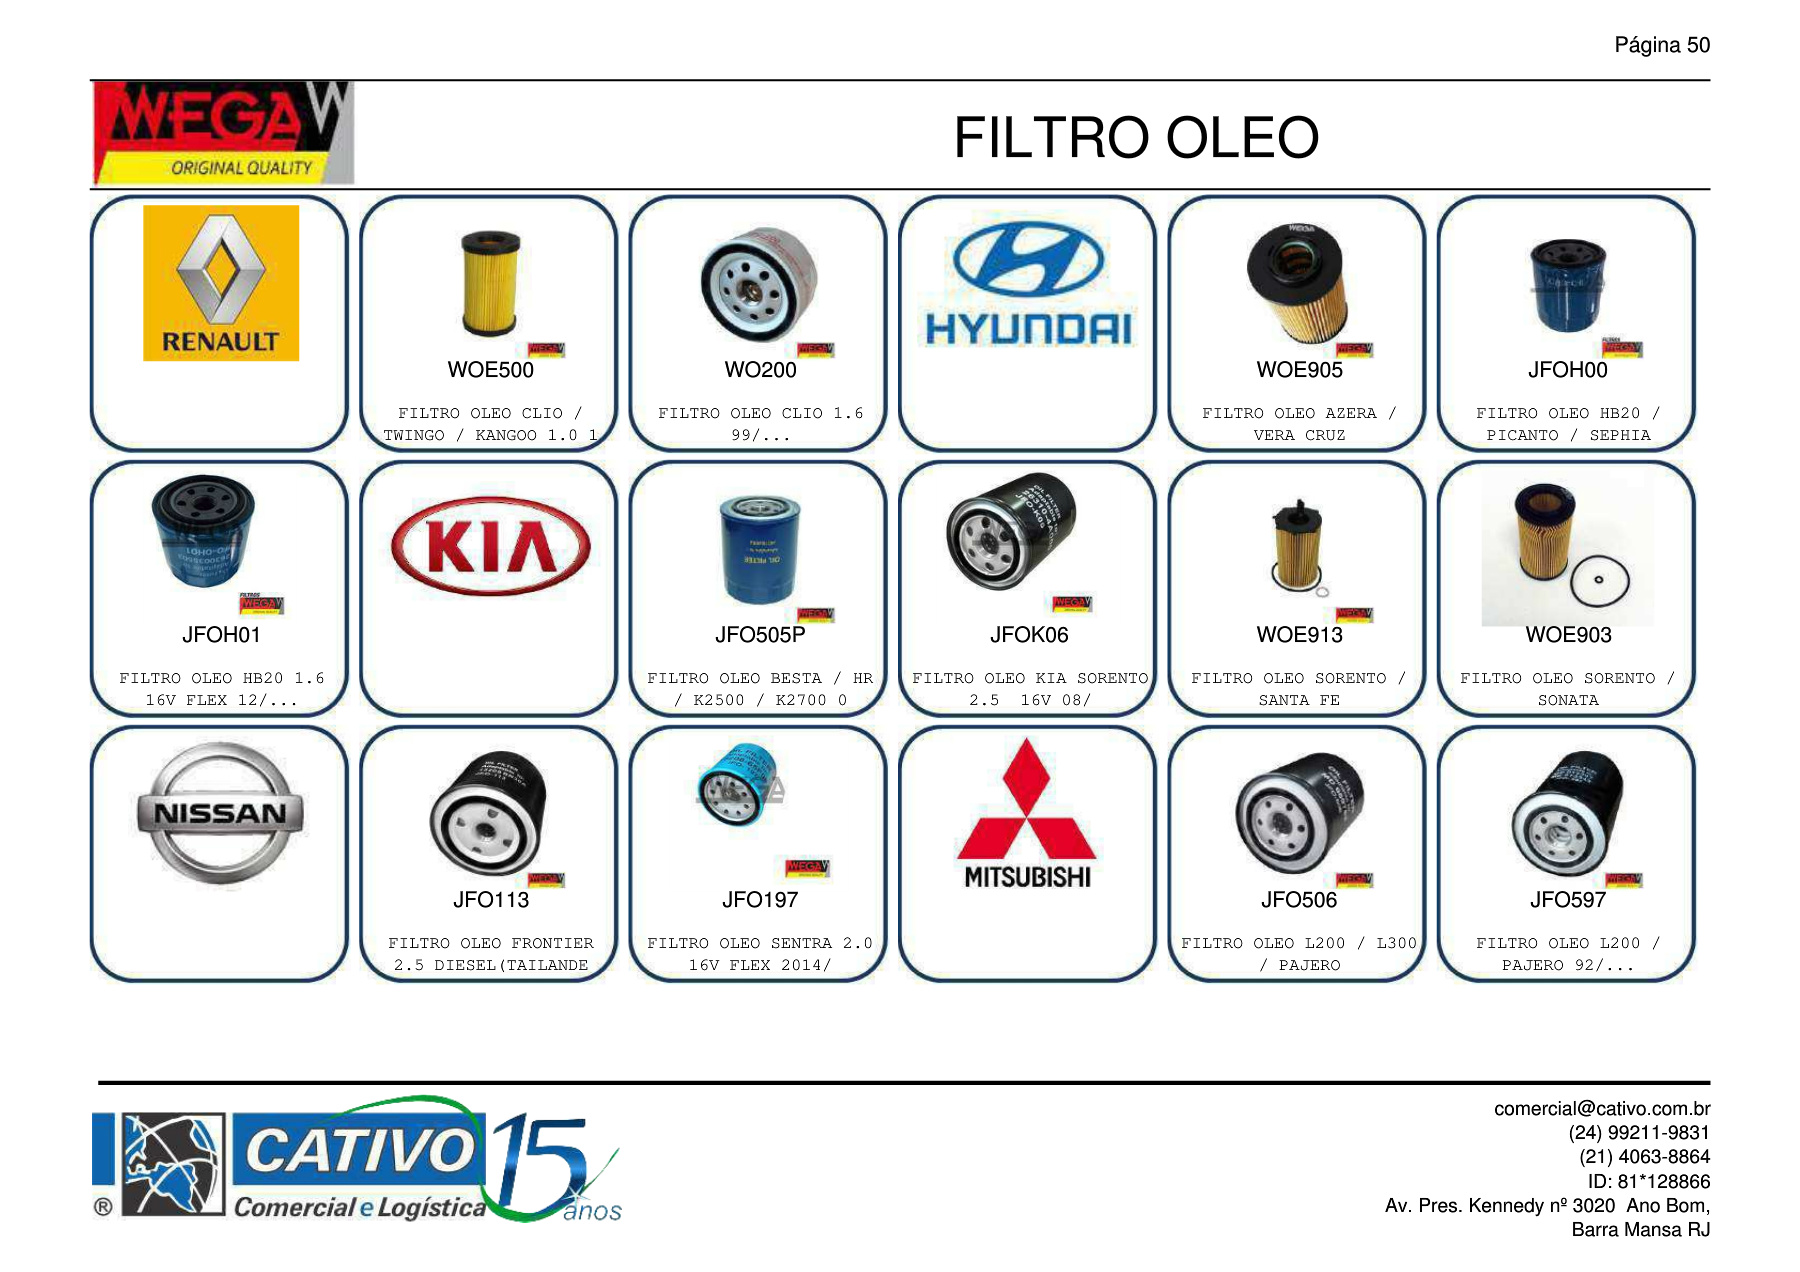 Página 50
WEGA W
ORIGINAL QUALITY
FILTRO OLEO
RENAULT
WOE500
FILTRO OLEO CLIO /
TWINGO / KANGOO 1.0 1
WO200
FILTRO OLEO CLIO 1.6
99/...
HYUNDAI
WEGA
WOE905
FILTRO OLEO AZERA /
VERA CRUZ
JFOH00
FILTRO OLEO HB20 /
PICANTO / SEPHIA
JFOH01
FILTRO OLEO HB20 1.6
16V FLEX 12/...
KIA
OIL FILTER
JFO505P
FILTRO OLEO BESTA / HR
/ K2500 / K2700 0
OIL FILTER
JFO-K06
JFOK06
FILTRO OLEO KIA SORENTO
2.5  16V 08/
WOE913
FILTRO OLEO SORENTO /
SANTA FE
WOE903
FILTRO OLEO SORENTO /
SONATA
NISSAN
JFO113
FILTRO OLEO FRONTIER
2.5 DIESEL(TAILANDE
JFO197
FILTRO OLEO SENTRA 2.0
16V FLEX 2014/
MITSUBISHI
JFO506
FILTRO OLEO L200 / L300
/ PAJERO
JFO597
FILTRO OLEO L200 /
PAJERO 92/...
CATIVO 15
® Comercial e Logística anos
comercial@cativo.com.br
(24) 99211-9831
(21) 4063-8864
ID: 81*128866
Av. Pres. Kennedy nº 3020  Ano Bom,
Barra Mansa RJ